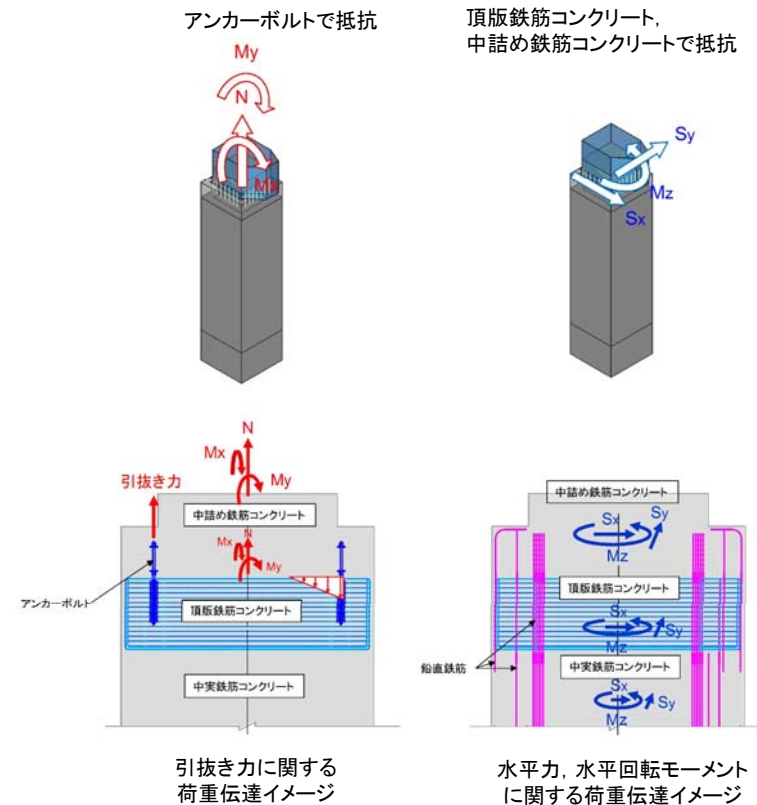 アンカーボルトで抵抗
My
N
Mx
頂版鉄筋コンクリート,
中詰め鉄筋コンクリートで抵抗
Sy
Mz
Sx
N
Mx
My
引抜き力
中詰め鉄筋コンクリート
N
Mx
My
アンカーボルト
頂版鉄筋コンクリート
中実鉄筋コンクリート
引抜き力に関する
荷重伝達イメージ
中詰め鉄筋コンクリート
Sx
Sy
Mz
頂版鉄筋コンクリート
Sx
Sy
Mz
鉛直鉄筋
中実鉄筋コンクリート
Sx
Sy
Mz
水平力, 水平回転モーメント
に関する荷重伝達イメージ